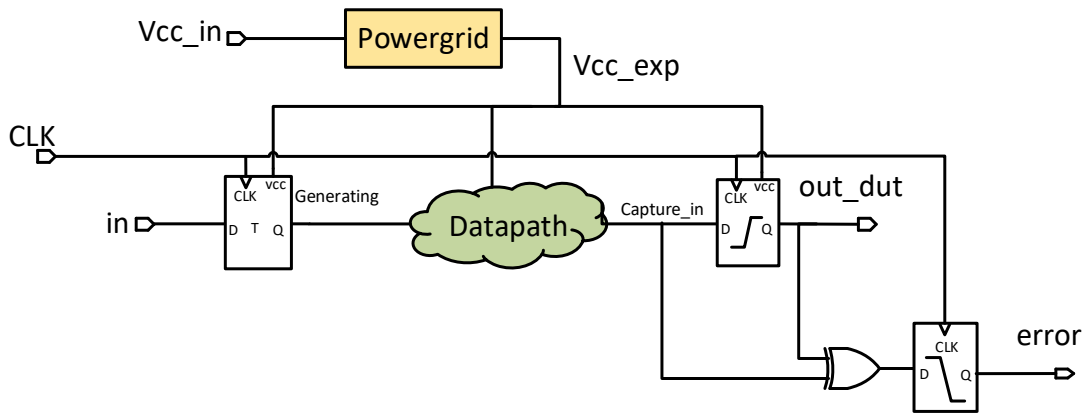 Vcc_in
Powergrid
Vcc_exp
CLK
CLK
vcc
Generating
in
D T Q
Datapath
Capture_in
CLK
vcc
D Q
out_dut
CLK
D Q
error